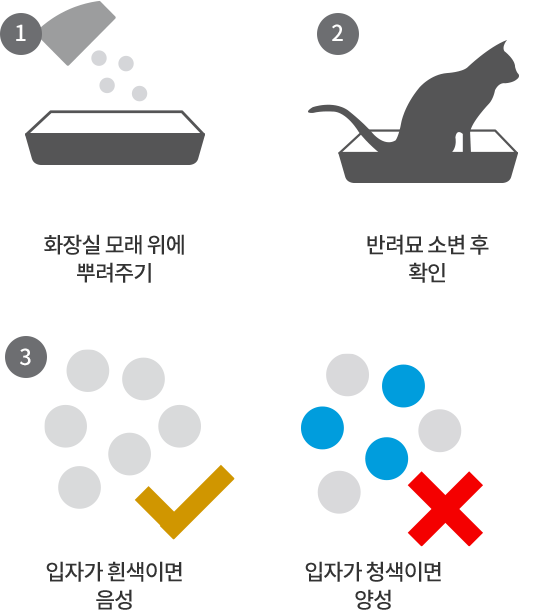 1
화장실 모래 위에
뿌려주기
2
반려묘 소변 후
확인
3
입자가 흰색이면
음성
입자가 청색이면
양성